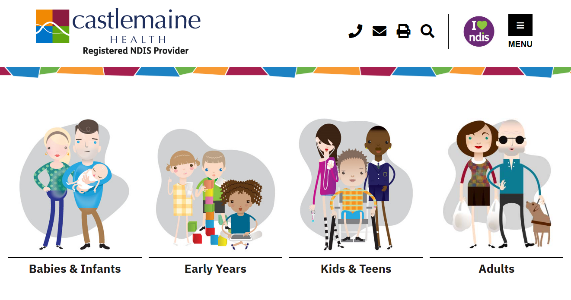 castlemaine
HEALTH
Registered NDIS Provider
I
ndis
MENU
Babies & Infants
Early Years
Kids & Teens
Adults